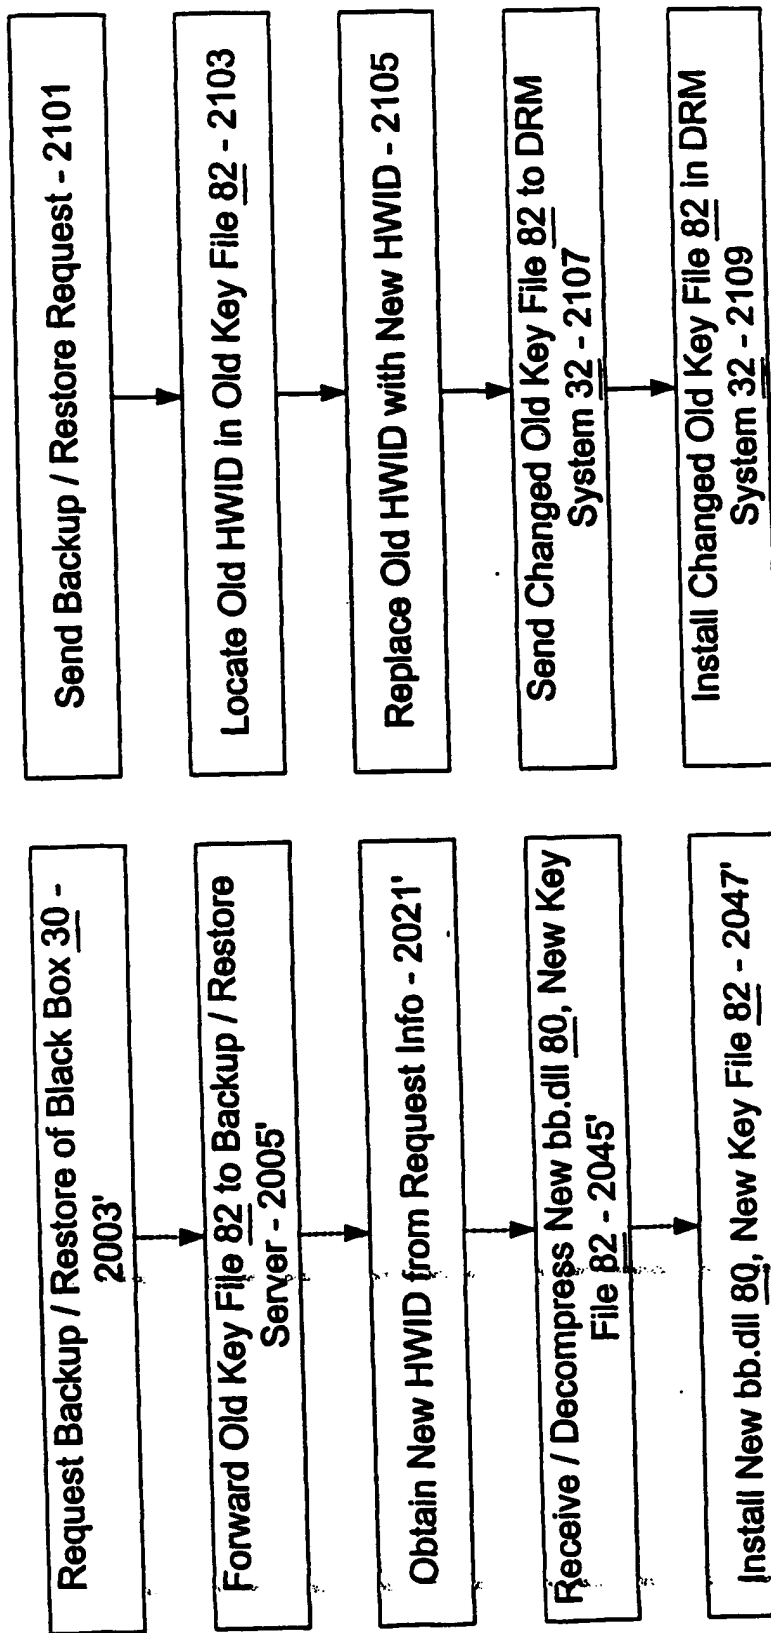 Request Backup / Restore of Black Box 30 -
2003'
Forward Old Key File 82 to Backup / Restore
Server - 2005'
Obtain New HWID from Request Info - 2021'
Receive / Decompress New bb.dll 80, New Key
File 82 - 2045'
Install New bb.dll 80, New Key File 82 - 2047'
Send Backup / Restore Request - 2101
Locate Old HWID in Old Key File 82 - 2103
Replace Old HWID with New HWID - 2105
Send Changed Old Key File 82 to DRM
System 32 - 2107
Install Changed Old Key File 82 in DRM
System 32 - 2109